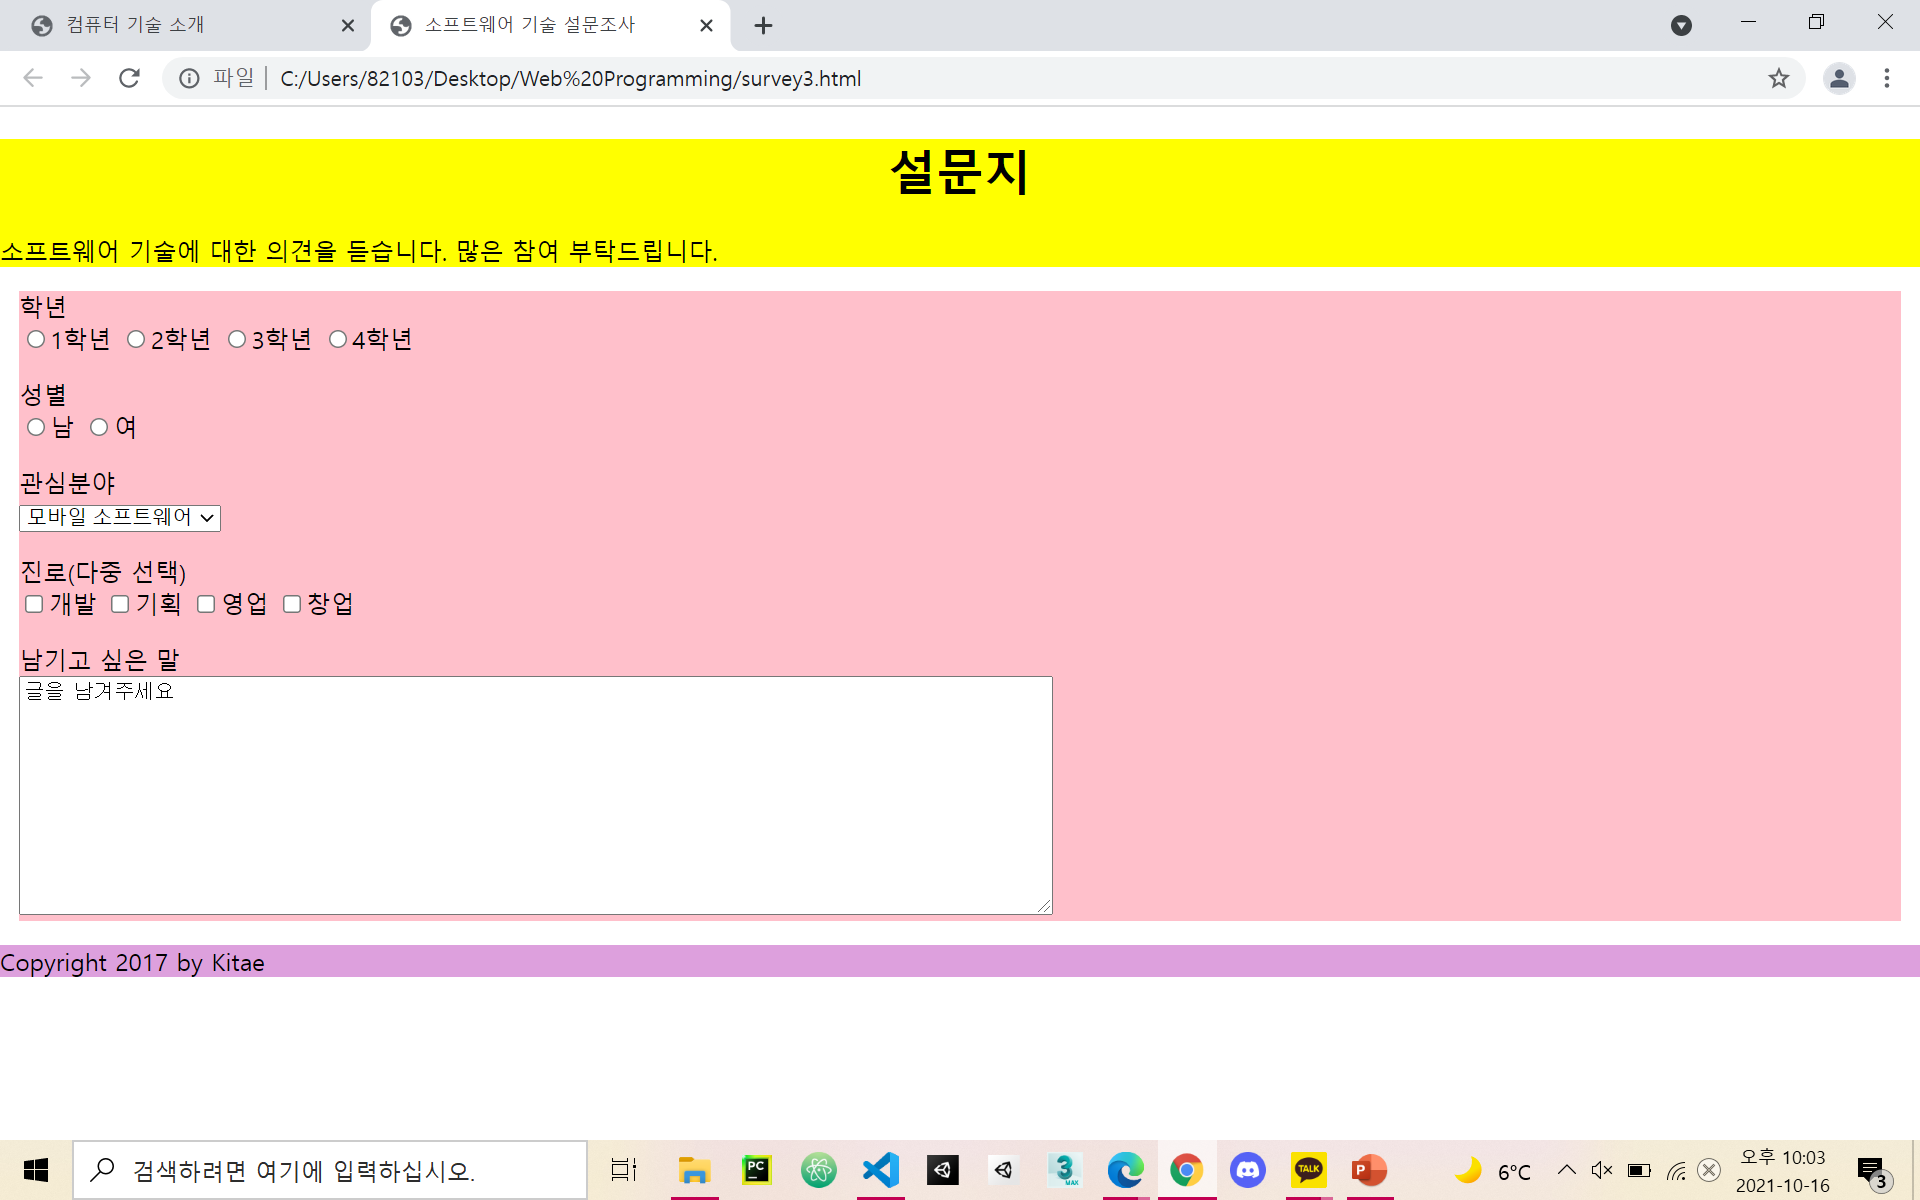 컴퓨터 기술 소개
소프트웨어 기술 설문조사
파일 C:/Users/82103/Desktop/Web%20Programming/survey3.html
설문지
소프트웨어 기술에 대한 의견을 듣습니다. 많은 참여 부탁드립니다.
학년
1학년 2학년 3학년 4학년
성별
남 여
관심분야
모바일 소프트웨어
진로(다중 선택)
개발 기획 영업 창업
남기고 싶은 말
글을 남겨주세요
Copyright 2017 by Kitae
검색하려면 여기에 입력하십시오.
PC
3
MAX
TALK
P
6°C
오후 10:03
2021-10-16
3